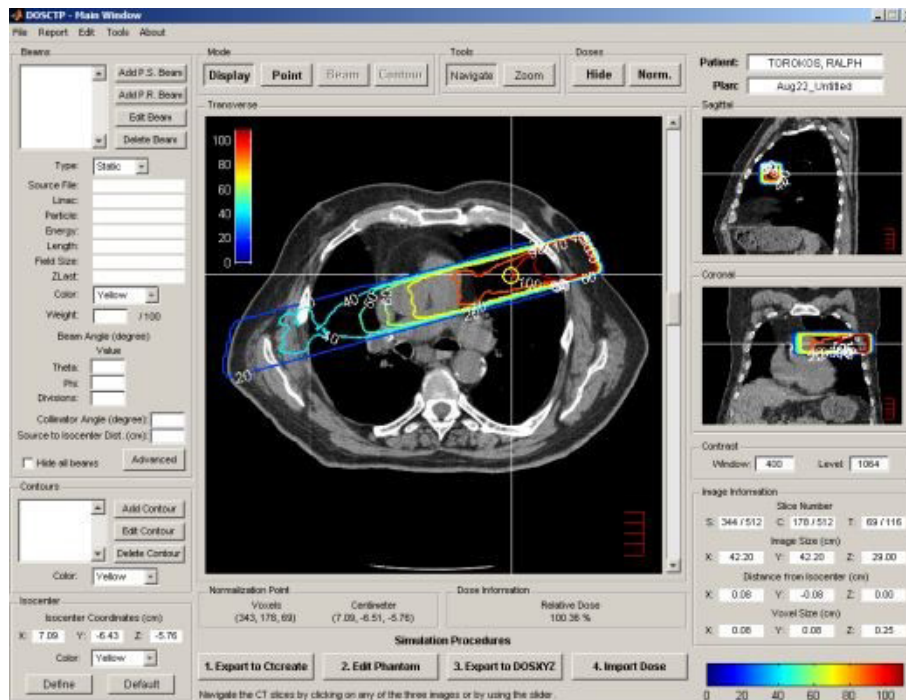 DOSCTP - Main Window
File Report Edit Tools About
Beams
Add P.S. Beam
Add P.R. Beam
Edit Beam
Delete Beam
Type: Static
Source File:
Linac:
Particle:
Energy:
Length:
Field Size:
ZLast:
Color: Yellow
Weight: / 100
Beam Angle (degree)
Value
Theta:
Phi:
Divisions:
Collimator Angle (degree):
Source to Isocenter Dist. (cm):
Hide all beams Advanced
Contours
Add Contour
Edit Contour
Delete Contour
Color: Yellow
Isocenter
Isocenter Coordinates (cm)
X: 7.09 Y: -6.43 Z: -5.76
Color: Yellow
Define Default
Mode
Display Point Beam Contour
Tools
Navigate Zoom
Doses
Hide Norm.
Transverse
100
80
60
40
20
0
40
40
20
100
Normalization Point
Voxels Centimeter
(343, 178, 69) (7.09, -6.51, -5.76)
Dose Information
Relative Dose
100.36 %
Simulation Procedures
1. Export to Ctcreate 2. Edit Phantom 3. Export to DOSXYZ 4. Import Dose
Navigate the CT slices by clicking on any of the three images or by using the slider.
Patient: TOROKOS, RALPH
Plan: Aug23_Untitled
Sagittal
Coronal
Contrast
Window: 400 Level: 1064
Image Information
Slice Number
S: 344 / 512 C: 178 / 512 T: 69 / 116
Image Size (cm)
X: 42.20 Y: 42.20 Z: 29.00
Distance from Isocenter (cm)
X: 0.08 Y: -0.08 Z: 0.00
Voxel Size (cm)
X: 0.08 Y: 0.08 Z: 0.25
0 20 40 60 80 100